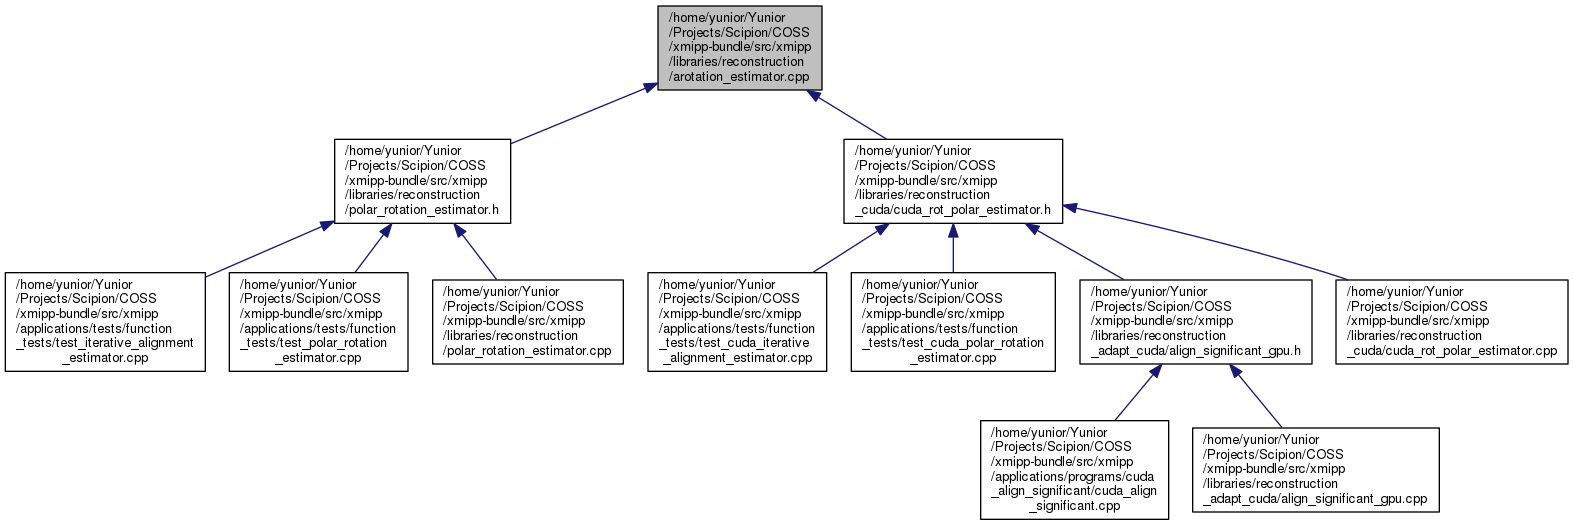 /home/yunior/Yunior
/Projects/Scipion/COSS
/xmipp-bundle/src/xmipp
/libraries/reconstruction
/arotation_estimator.cpp
/home/yunior/Yunior
/Projects/Scipion/COSS
/xmipp-bundle/src/xmipp
/libraries/reconstruction
/polar_rotation_estimator.h
/home/yunior/Yunior
/Projects/Scipion/COSS
/xmipp-bundle/src/xmipp
/libraries/reconstruction
_cuda/cuda_rot_polar_estimator.h
/home/yunior/Yunior
/Projects/Scipion/COSS
/xmipp-bundle/src/xmipp
/applications/tests/function
_tests/test_iterative_alignment
_estimator.cpp
/home/yunior/Yunior
/Projects/Scipion/COSS
/xmipp-bundle/src/xmipp
/applications/tests/function
_tests/test_polar_rotation
_estimator.cpp
/home/yunior/Yunior
/Projects/Scipion/COSS
/xmipp-bundle/src/xmipp
/libraries/reconstruction
/polar_rotation_estimator.cpp
/home/yunior/Yunior
/Projects/Scipion/COSS
/xmipp-bundle/src/xmipp
/applications/tests/function
_tests/test_cuda_iterative
_alignment_estimator.cpp
/home/yunior/Yunior
/Projects/Scipion/COSS
/xmipp-bundle/src/xmipp
/applications/tests/function
_tests/test_cuda_polar_rotation
_estimator.cpp
/home/yunior/Yunior
/Projects/Scipion/COSS
/xmipp-bundle/src/xmipp
/libraries/reconstruction
_adapt_cuda/align_significant_gpu.h
/home/yunior/Yunior
/Projects/Scipion/COSS
/xmipp-bundle/src/xmipp
/libraries/reconstruction
_cuda/cuda_rot_polar_estimator.cpp
/home/yunior/Yunior
/Projects/Scipion/COSS
/xmipp-bundle/src/xmipp
/applications/programs/cuda
_align_significant/cuda_align
_significant.cpp
/home/yunior/Yunior
/Projects/Scipion/COSS
/xmipp-bundle/src/xmipp
/libraries/reconstruction
_adapt_cuda/align_significant_gpu.cpp